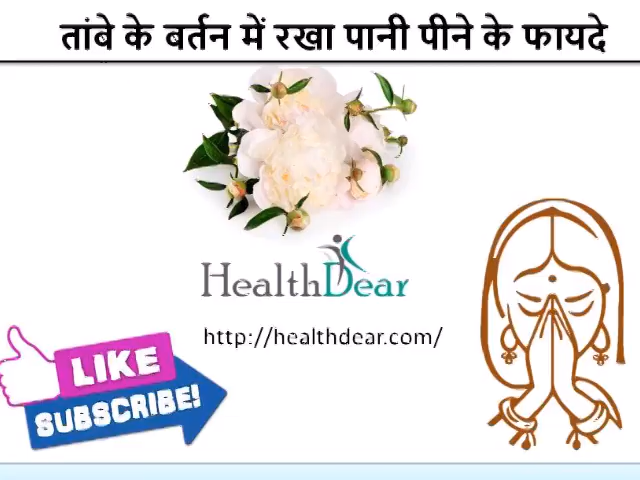 तांबे के बर्तन में रखा पानी पीने के फायदे
HealthDear
http://healthdear.com/
LIKE
SUBSCRIBE!